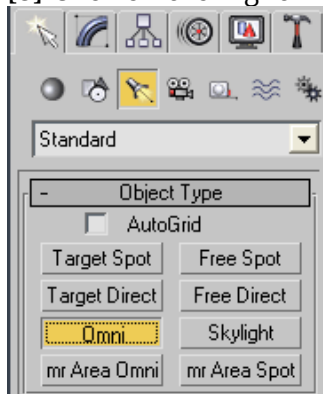 Standard
- Object Type
AutoGrid
Target Spot Free Spot
Target Direct Free Direct
Omni Skylight
mr Area Omni mr Area Spot